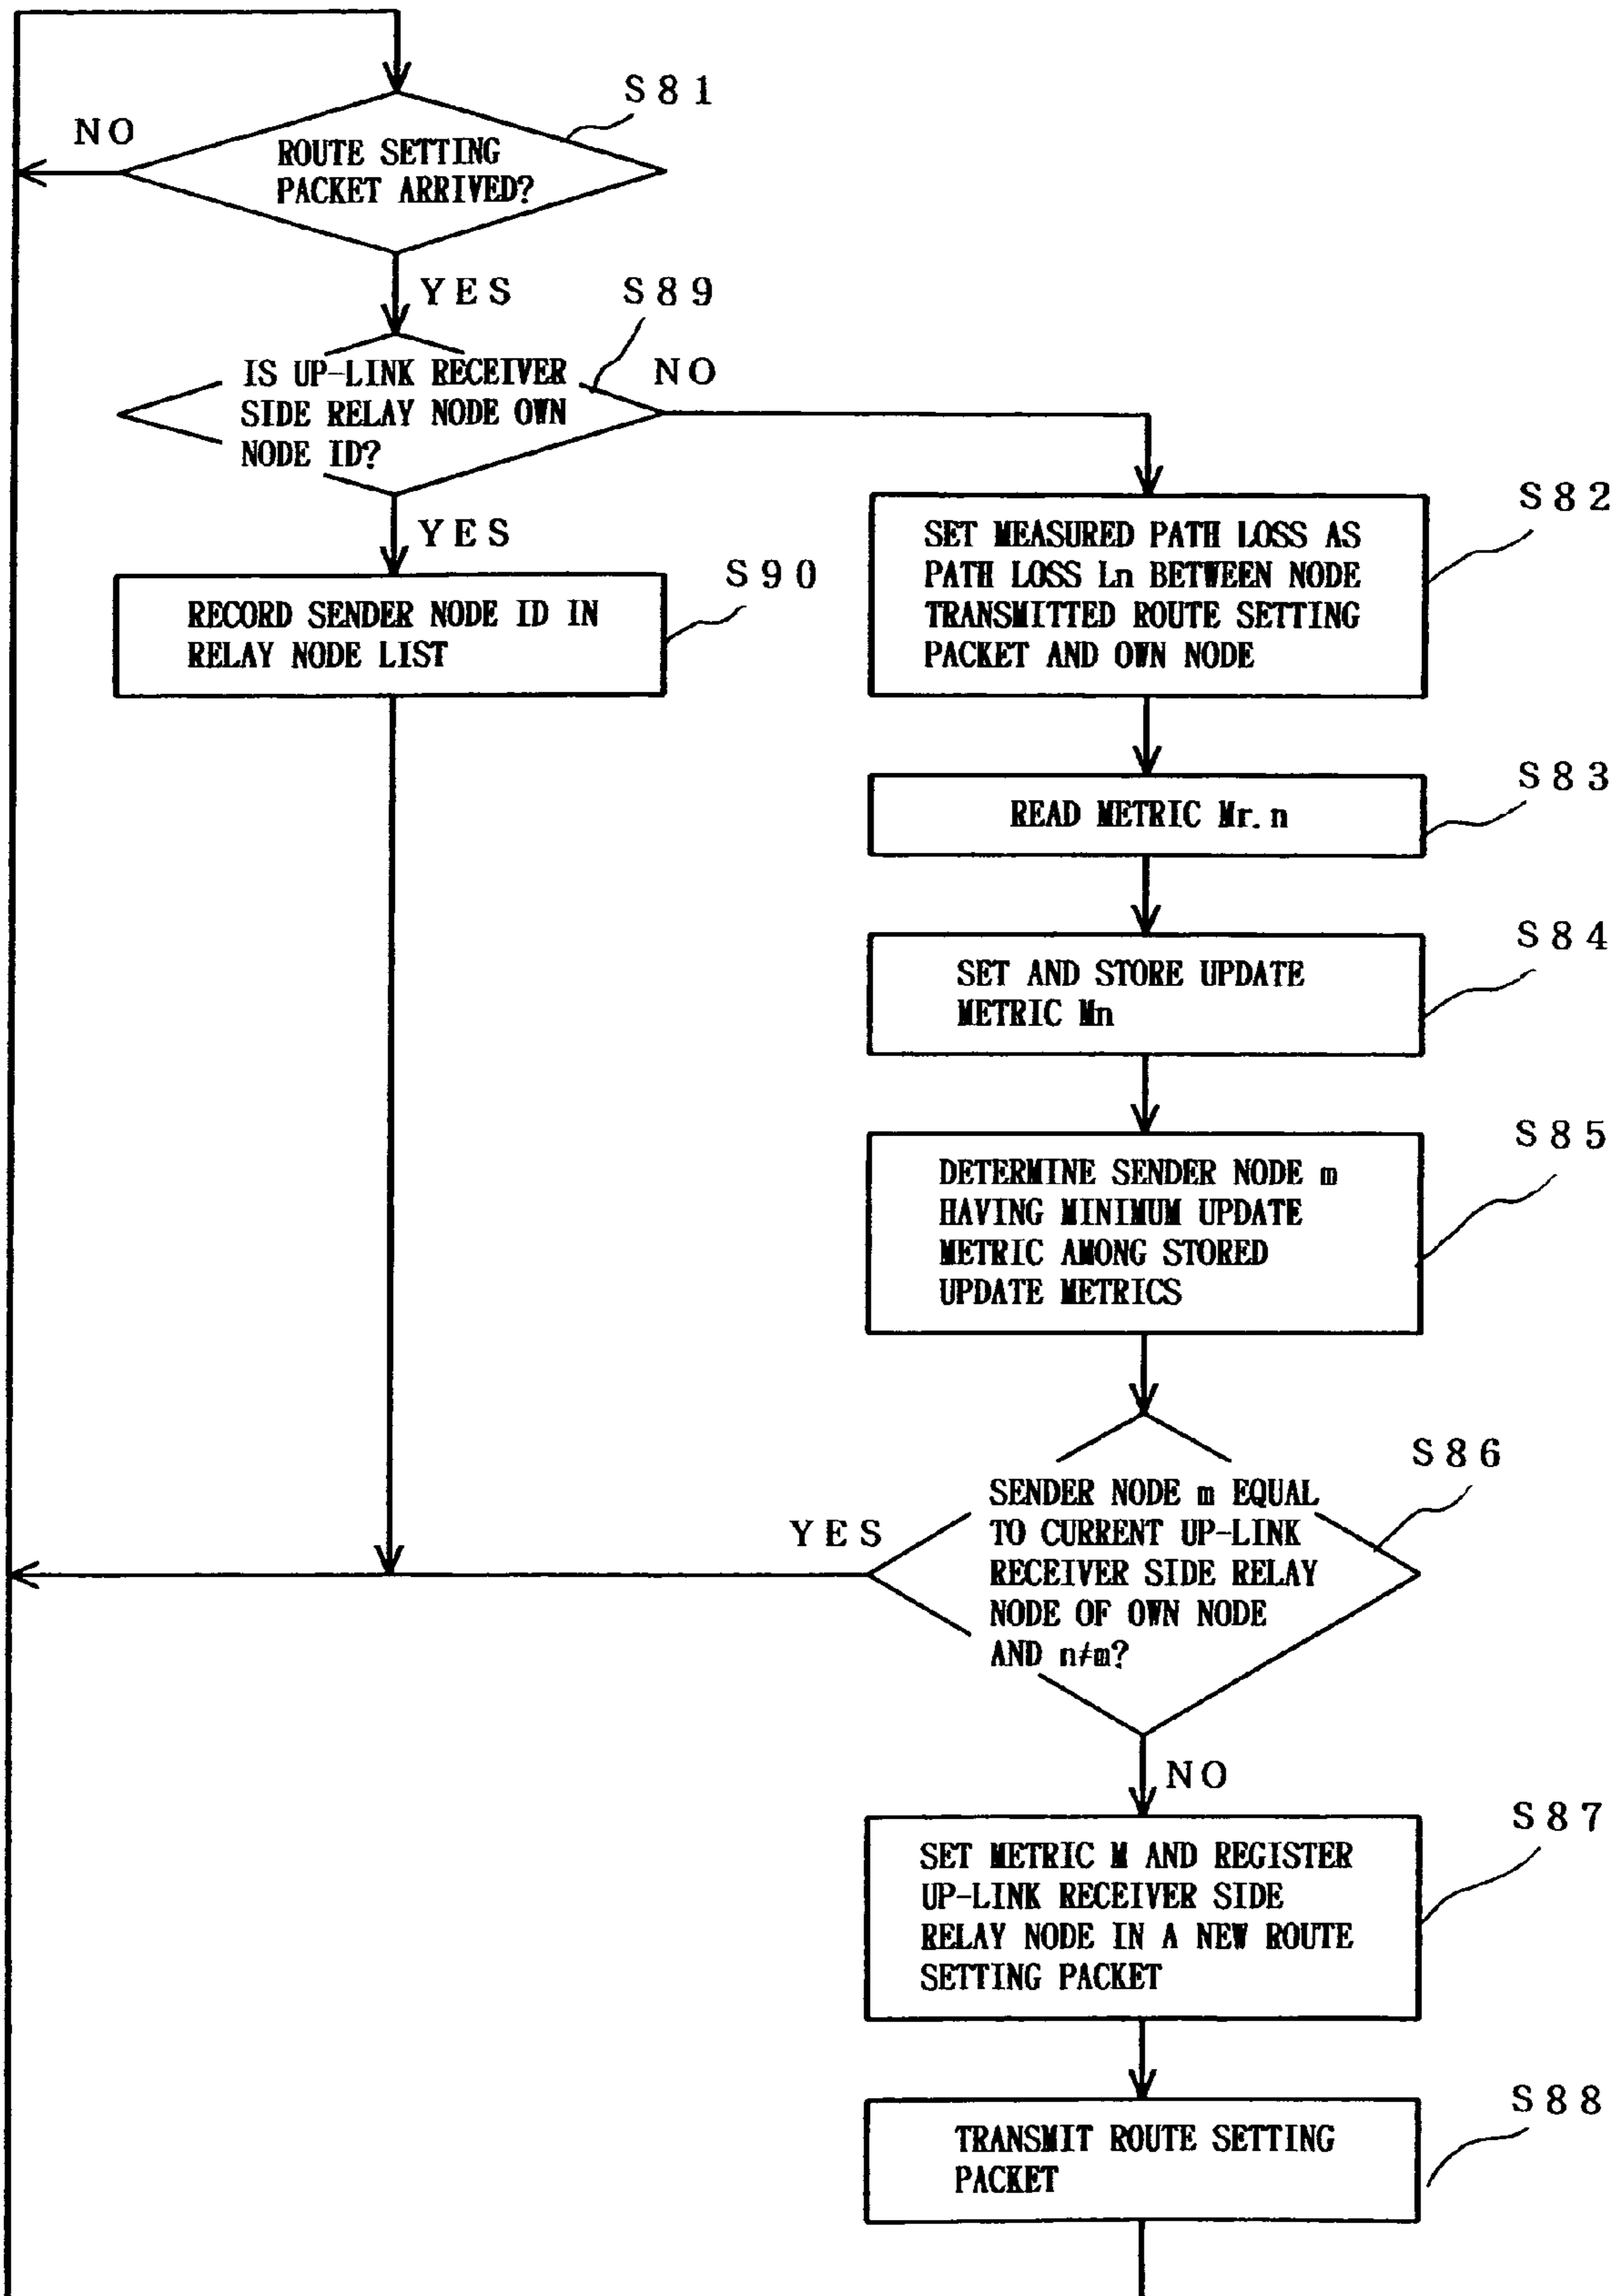 S81
NO
ROUTE SETTING
PACKET ARRIVED?
YES
S89
IS UP-LINK RECEIVER
SIDE RELAY NODE OWN
NODE ID?
NO
YES
S90
RECORD SENDER NODE ID IN
RELAY NODE LIST
S82
SET MEASURED PATH LOSS AS
PATH LOSS Ln BETWEEN NODE
TRANSMITTED ROUTE SETTING
PACKET AND OWN NODE
S83
READ METRIC Mr.n
S84
SET AND STORE UPDATE
METRIC Mn
S85
DETERMINE SENDER NODE m
HAVING MINIMUM UPDATE
METRIC AMONG STORED
UPDATE METRICS
S86
YES
SENDER NODE m EQUAL
TO CURRENT UP-LINK
RECEIVER SIDE RELAY
NODE OF OWN NODE
AND n≠m?
NO
S87
SET METRIC M AND REGISTER
UP-LINK RECEIVER SIDE
RELAY NODE IN A NEW ROUTE
SETTING PACKET
S88
TRANSMIT ROUTE SETTING
PACKET